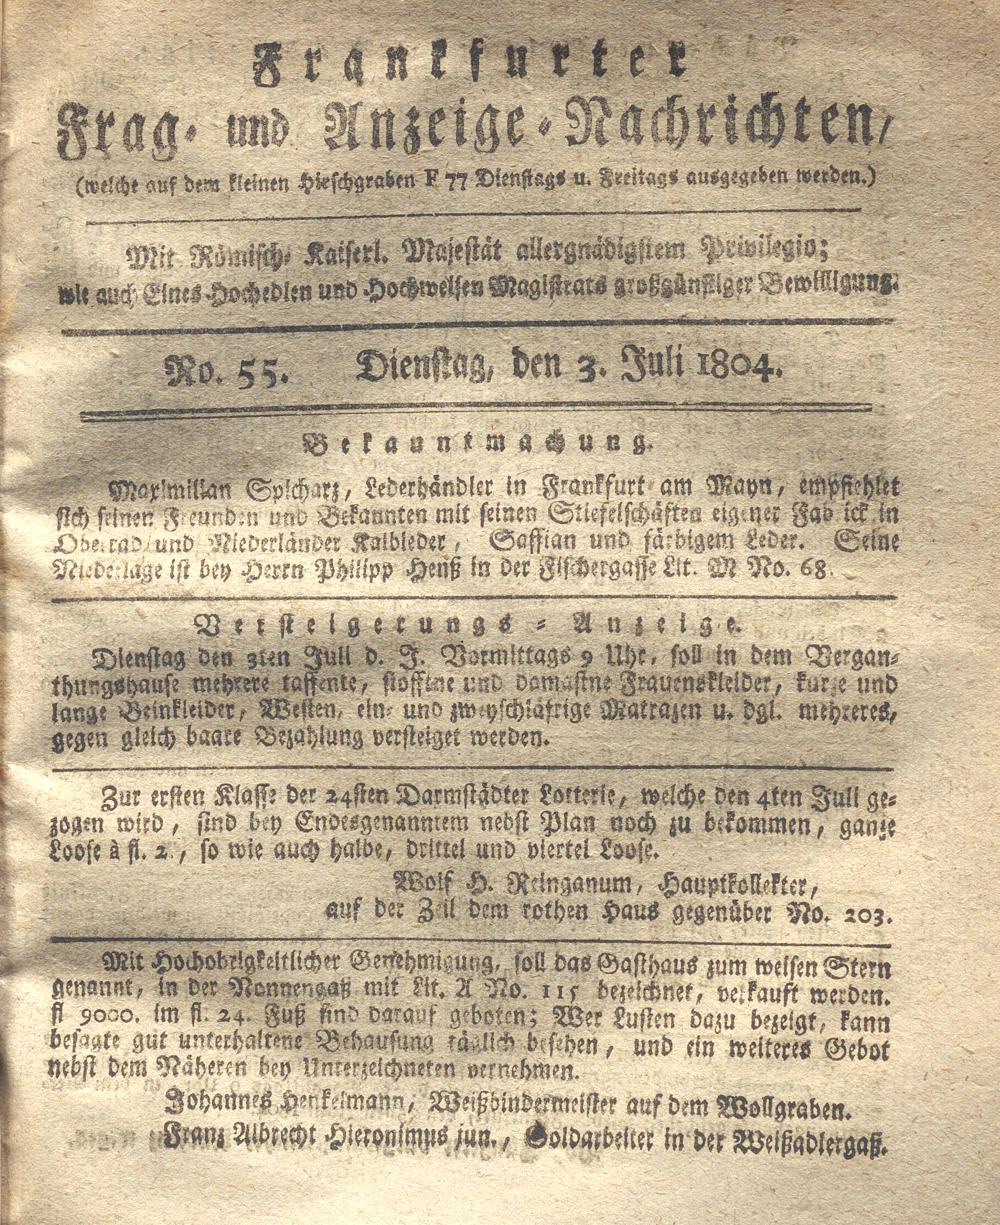 Frankfurter
Frag- und Anzeige-Nachrichten,
(welche auf dem kleinen Hirschgraben F 77 Dienstags u. Freitags ausgegeben werden.)
Mit Römisch- Kaiserl. Majestät allergnädigstem Privilegio;
wie auch Eines Hochedlen und Hochweisen Magistrats großgünstiger Bewilligung.
No. 55. Dienstag, den 3. Juli 1804.
Bekanntmachung.
Maximilian Spicharz, Lederhändler in Frankfurt am Mayn, empfiehlet
sich seinen Freunden und Bekannten mit seinen Stiefelschäften eigener Fabrick in
Oberrad und Niederländer Kalbleder, Saffian und färbigem Leder. Seine
Niederlage ist bey Herrn Philipp Henß in der Fischergasse Lit. M No. 68.
Versteigerungs-Anzeige.
Dienstag den 3ten Juli d. J. Vormittags 9 Uhr, soll in dem Vergan-
thungshause mehrere taffente, stoffine und damastne Frauenskleider, kurze und
lange Beinkleider, Westen, ein- und zweyschläfrige Matrazen u. dgl. mehreres,
gegen gleich baare Bezahlung versteiget werden.
Zur ersten Klasse der 24sten Darmstädter Lotterie, welche den 4ten Juli ge-
zogen wird, sind bey Endesgenanntem nebst Plan noch zu bekommen, ganze
Loose à fl. 2., so wie auch halbe, drittel und viertel Loose.
Wolf H. Reinganum, Hauptkollekter,
auf der Zeil dem rothen Haus gegenüber No. 203.
Mit Hochobrigkeitlicher Genehmigung, soll das Gasthaus zum weisen Stern
genannt, in der Nonnengaß mit Lit. A No. 115 bezeichnet, verkauft werden.
fl 9000. im fl. 24. Fuß sind darauf geboten; Wer Lusten dazu bezeigt, kann
besagte gut unterhaltene Behausung täglich besehen, und ein weiteres Gebot
nebst dem Näheren bey Unterzeichneten vernehmen.
Johannes Henkelmann, Weißbindermeister auf dem Wollgraben.
Franz Albrecht Hieronimus jun., Goldarbeiter in der Weißadlergaß.